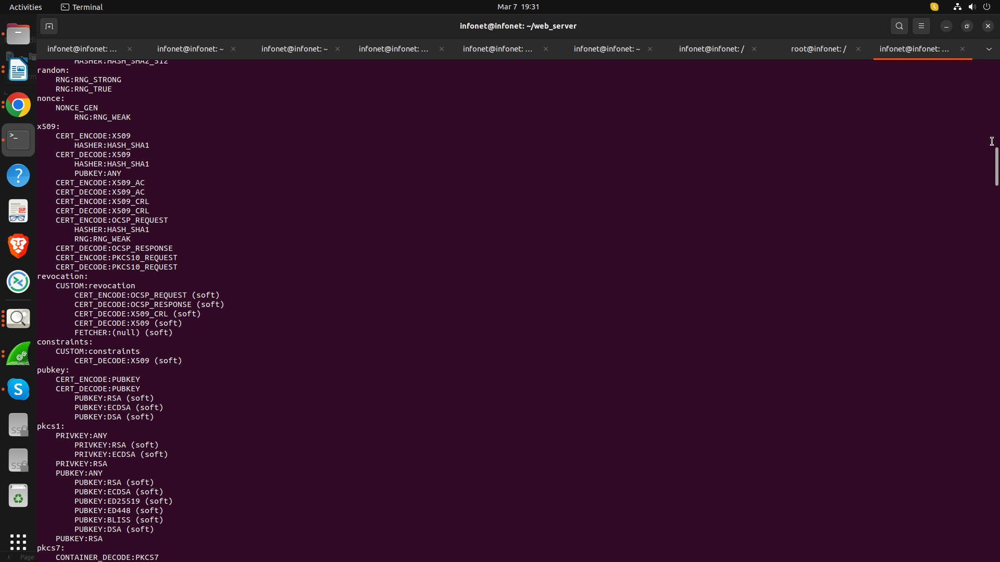 Activities
Terminal
Mar 7 19:31
infonet@infonet: ~/web_server
infonet@infonet: ...
infonet@infonet: ~
infonet@infonet: ~
infonet@infonet: ...
infonet@infonet: ...
infonet@infonet: ~
infonet@infonet: /
root@infonet: /
infonet@infonet: ...
HASHER:HASH_SHA2_512
random:
RNG:RNG_STRONG
RNG:RNG_TRUE
nonce:
NONCE_GEN
RNG:RNG_WEAK
x509:
CERT_ENCODE:X509
HASHER:HASH_SHA1
CERT_DECODE:X509
HASHER:HASH_SHA1
PUBKEY:ANY
CERT_ENCODE:X509_AC
CERT_DECODE:X509_AC
CERT_ENCODE:X509_CRL
CERT_DECODE:X509_CRL
CERT_ENCODE:OCSP_REQUEST
HASHER:HASH_SHA1
RNG:RNG_WEAK
CERT_DECODE:OCSP_RESPONSE
CERT_ENCODE:PKCS10_REQUEST
CERT_DECODE:PKCS10_REQUEST
revocation:
CUSTOM:revocation
CERT_ENCODE:OCSP_REQUEST (soft)
CERT_DECODE:OCSP_RESPONSE (soft)
CERT_DECODE:X509_CRL (soft)
CERT_DECODE:X509 (soft)
FETCHER:(null) (soft)
constraints:
CUSTOM:constraints
CERT_DECODE:X509 (soft)
pubkey:
CERT_ENCODE:PUBKEY
CERT_DECODE:PUBKEY
PUBKEY:RSA (soft)
PUBKEY:ECDSA (soft)
PUBKEY:DSA (soft)
pkcs1:
PRIVKEY:ANY
PRIVKEY:RSA (soft)
PRIVKEY:ECDSA (soft)
PRIVKEY:RSA
PUBKEY:ANY
PUBKEY:RSA (soft)
PUBKEY:ECDSA (soft)
PUBKEY:ED25519 (soft)
PUBKEY:ED448 (soft)
PUBKEY:BLISS (soft)
PUBKEY:DSA (soft)
PUBKEY:RSA
pkcs7:
CONTAINER_DECODE:PKCS7
Page